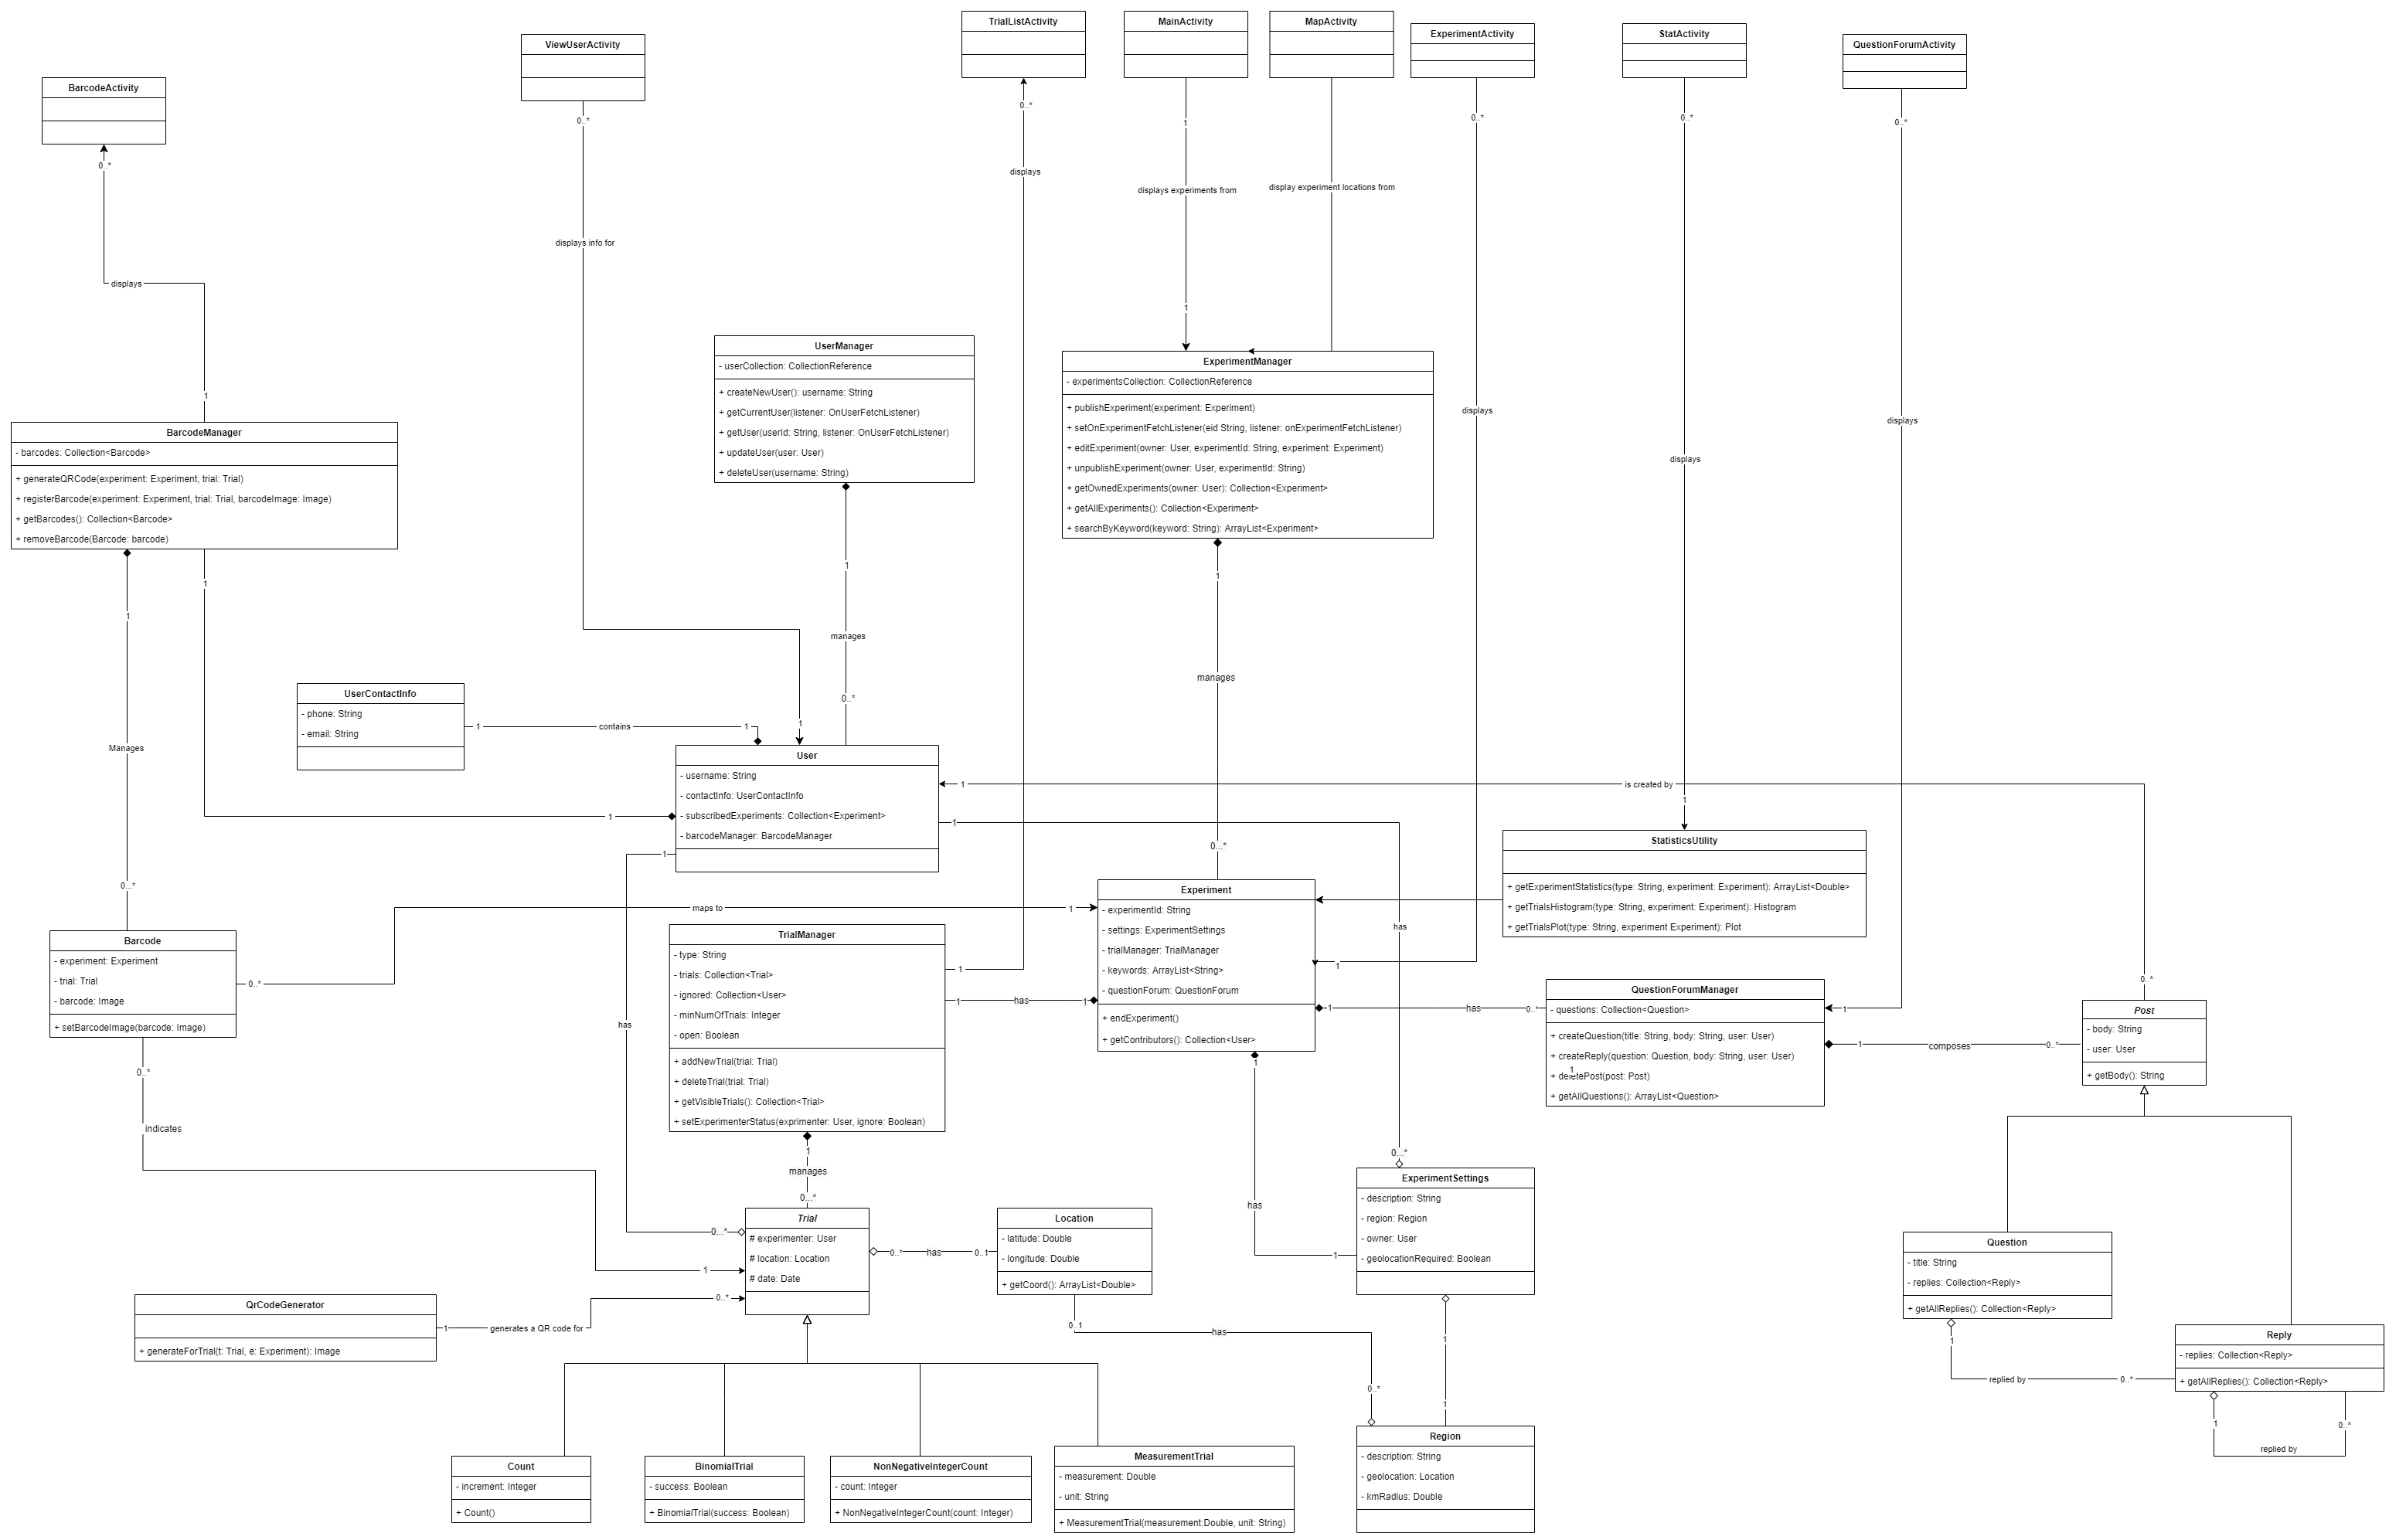 TrialListActivity
MainActivity
MapActivity
ExperimentActivity
StatActivity
QuestionForumActivity
ViewUserActivity
BarcodeActivity
0..*
0..*
0..*
1
0..*
0..*
0..*
displays
displays experiments from
display experiment locations from
displays info for
displays
1
1
displays
displays
displays
UserManager
- userCollection: CollectionReference
+ createNewUser(): username: String
+ getCurrentUser(listener: OnUserFetchListener)
+ getUser(userId: String, listener: OnUserFetchListener)
+ updateUser(user: User)
+ deleteUser(username: String)
ExperimentManager
- experimentsCollection: CollectionReference
+ publishExperiment(experiment: Experiment)
+ setOnExperimentFetchListener(eid String, listener: onExperimentFetchListener)
+ editExperiment(owner: User, experimentId: String, experiment: Experiment)
+ unpublishExperiment(owner: User, experimentId: String)
+ getOwnedExperiments(owner: User): Collection<Experiment>
+ getAllExperiments(): Collection<Experiment>
+ searchByKeyword(keyword: String): ArrayList<Experiment>
BarcodeManager
- barcodes: Collection<Barcode>
+ generateQRCode(experiment: Experiment, trial: Trial)
+ registerBarcode(experiment: Experiment, trial: Trial, barcodeImage: Image)
+ getBarcodes(): Collection<Barcode>
+ removeBarcode(Barcode: barcode)
1
1
1
1
manages
0..*
manages
0...*
Manages
0...*
UserContactInfo
- phone: String
- email: String
1
contains
1
1
User
- username: String
- contactInfo: UserContactInfo
- subscribedExperiments: Collection<Experiment>
- barcodeManager: BarcodeManager
1
1
1
is created by
1
1
has
has
StatisticsUtility
+ getExperimentStatistics(type: String, experiment: Experiment): ArrayList<Double>
+ getTrialsHistogram(type: String, experiment: Experiment): Histogram
+ getTrialsPlot(type: String, experiment Experiment): Plot
Experiment
- experimentId: String
- settings: ExperimentSettings
- trialManager: TrialManager
- keywords: ArrayList<String>
- questionForum: QuestionForum
+ endExperiment()
+ getContributors(): Collection<User>
maps to
1
1
0..*
Barcode
- experiment: Experiment
- trial: Trial
- barcode: Image
+ setBarcodeImage(barcode: Image)
TrialManager
- type: String
- trials: Collection<Trial>
- ignored: Collection<User>
- minNumOfTrials: Integer
- open: Boolean
+ addNewTrial(trial: Trial)
+ deleteTrial(trial: Trial)
+ getVisibleTrials(): Collection<Trial>
+ setExperimenterStatus(exprimenter: User, ignore: Boolean)
1
1
has
1
1
has
0..*
QuestionForumManager
- questions: Collection<Question>
+ createQuestion(title: String, body: String, user: User)
+ createReply(question: Question, body: String, user: User)
1
+ deletePost(post: Post)
+ getAllQuestions(): ArrayList<Question>
1
1
composes
0..*
0..*
Post
- body: String
- user: User
+ getBody(): String
0..*
indicates
1
1
manages
0...*
0...*
1
has
1
0...*
ExperimentSettings
- description: String
- region: Region
- owner: User
- geolocationRequired: Boolean
Trial
# experimenter: User
# location: Location
# date: Date
0..*
has
0..1
Location
- latitude: Double
- longitude: Double
+ getCoord(): ArrayList<Double>
0..1
has
0..*
1
1
QrCodeGenerator
+ generateForTrial(t: Trial, e: Experiment): Image
1
generates a QR code for
0..*
Question
- title: String
- replies: Collection<Reply>
+ getAllReplies(): Collection<Reply>
1
replied by
0..*
Reply
- replies: Collection<Reply>
+ getAllReplies(): Collection<Reply>
1
0..*
replied by
Count
- increment: Integer
+ Count()
BinomialTrial
- success: Boolean
+ BinomialTrial(success: Boolean)
NonNegativeIntegerCount
- count: Integer
+ NonNegativeIntegerCount(count: Integer)
MeasurementTrial
- measurement: Double
- unit: String
+ MeasurementTrial(measurement:Double, unit: String)
Region
- description: String
- geolocation: Location
- kmRadius: Double